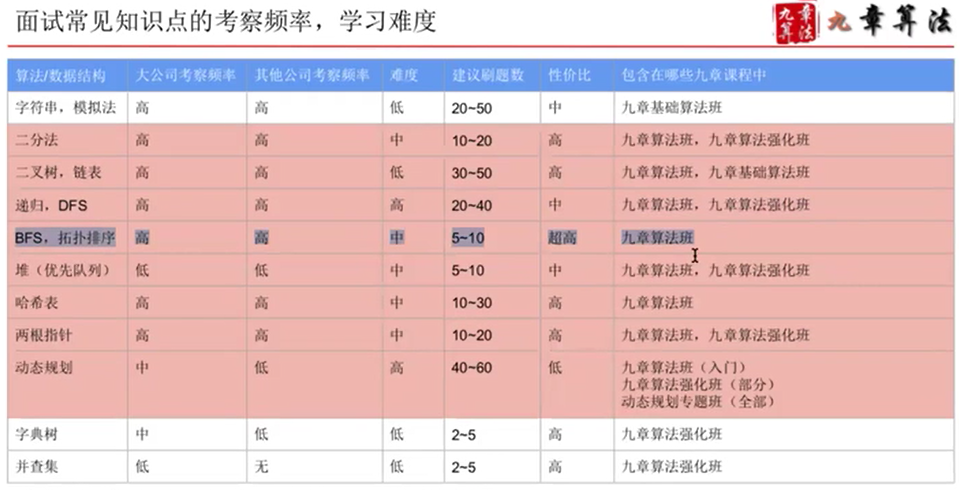 面试常见知识点的考察频率，学习难度
九章算法
九章算法
算法/数据结构 大公司考察频率 其他公司考察频率 难度 建议刷题数 性价比 包含在哪些九章课程中
字符串，模拟法 高 高 低 20~50 中 九章基础算法班
二分法 高 高 中 10~20 高 九章算法班，九章算法强化班
二叉树，链表 高 高 低 30~50 高 九章算法班，九章基础算法班
递归，DFS 高 高 高 20~40 中 九章算法班，九章算法强化班
BFS，拓扑排序 高 高 中 5~10 超高 九章算法班
堆（优先队列） 低 低 中 5~10 中 九章算法班，九章算法强化班
哈希表 高 高 中 10~30 高 九章算法班
两根指针 高 高 中 10~20 高 九章算法班，九章算法强化班
动态规划 中 低 高 40~60 低 九章算法班（入门）
九章算法强化班（部分）
动态规划专题班（全部）
字典树 中 低 低 2~5 高 九章算法强化班
并查集 低 无 低 2~5 高 九章算法强化班